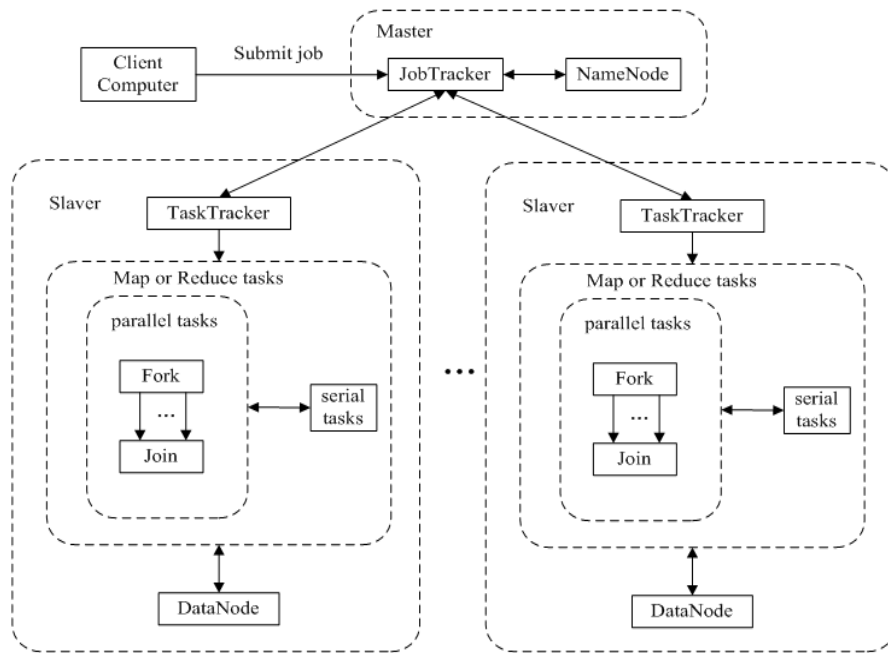 Master
Submit job
Client
Computer
JobTracker
NameNode
Slaver
TaskTracker
Map or Reduce tasks
parallel tasks
Fork
...
Join
serial
tasks
DataNode
...
Slaver
TaskTracker
Map or Reduce tasks
parallel tasks
Fork
...
Join
serial
tasks
DataNode